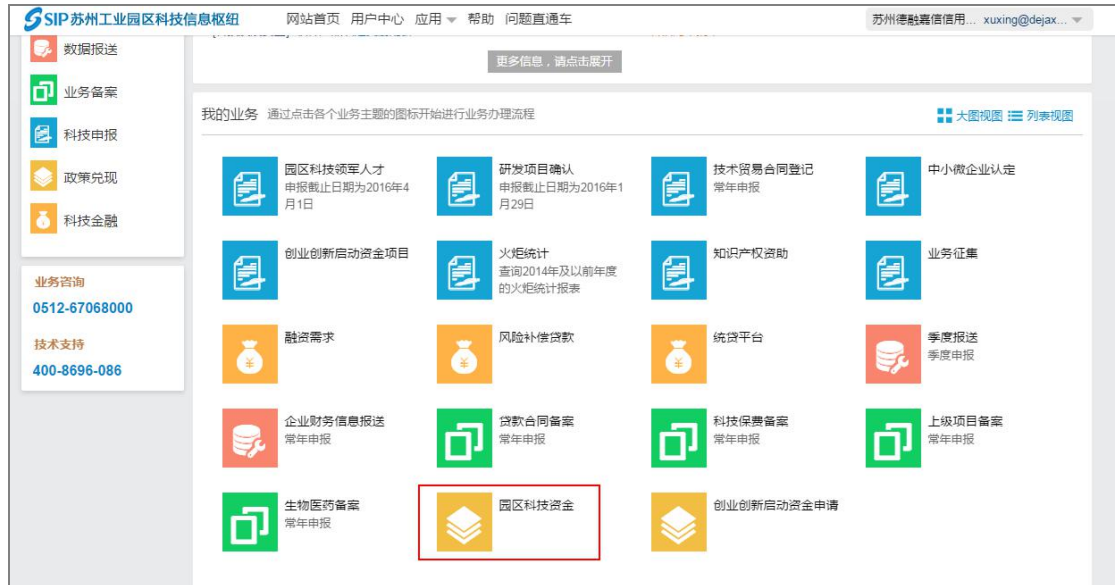 SIP苏州工业园区科技信息枢纽 网站首页 用户中心 应用 帮助 问题直通车 苏州德融嘉信信用... xuxing@dejax...
数据报送
业务备案
科技申报
政策兑现
科技金融
业务咨询
0512-67068000
技术支持
400-8696-086
更多信息，请点击展开
我的业务 通过点击各个业务主题的图标开始进行业务办理流程 大图视图 列表视图
园区科技领军人才
申报截止日期为2016年4
月1日
研发项目确认
申报截止日期为2016年1
月29日
技术贸易合同登记
常年申报
中小微企业认定
创业创新启动资金项目
火炬统计
查询2014年及以前年度
的火炬统计报表
知识产权资助
业务征集
融资需求
风险补偿贷款
统贷平台
季度报送
季度申报
企业财务信息报送
常年申报
贷款合同备案
常年申报
科技保费备案
常年申报
上级项目备案
常年申报
生物医药备案
常年申报
园区科技资金
创业创新启动资金申请